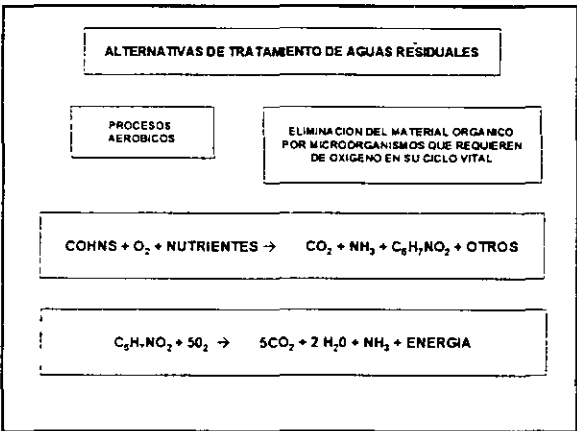 ALTERNATIVAS DE TRATAMIENTO DE AGUAS RESIDUALES
PROCESOS
AEROBICOS
ELIMINACION DEL MATERIAL ORGANICO
POR MICROORGANISMOS QUE REQUIEREN
DE OXIGENO EN SU CICLO VITAL
COHNS + O₂ + NUTRIENTES → CO₂ + NH₃ + C₅H₇NO₂ + OTROS
C₅H₇NO₂ + 5O₂ → 5CO₂ + 2 H₂O + NH₃ + ENERGIA